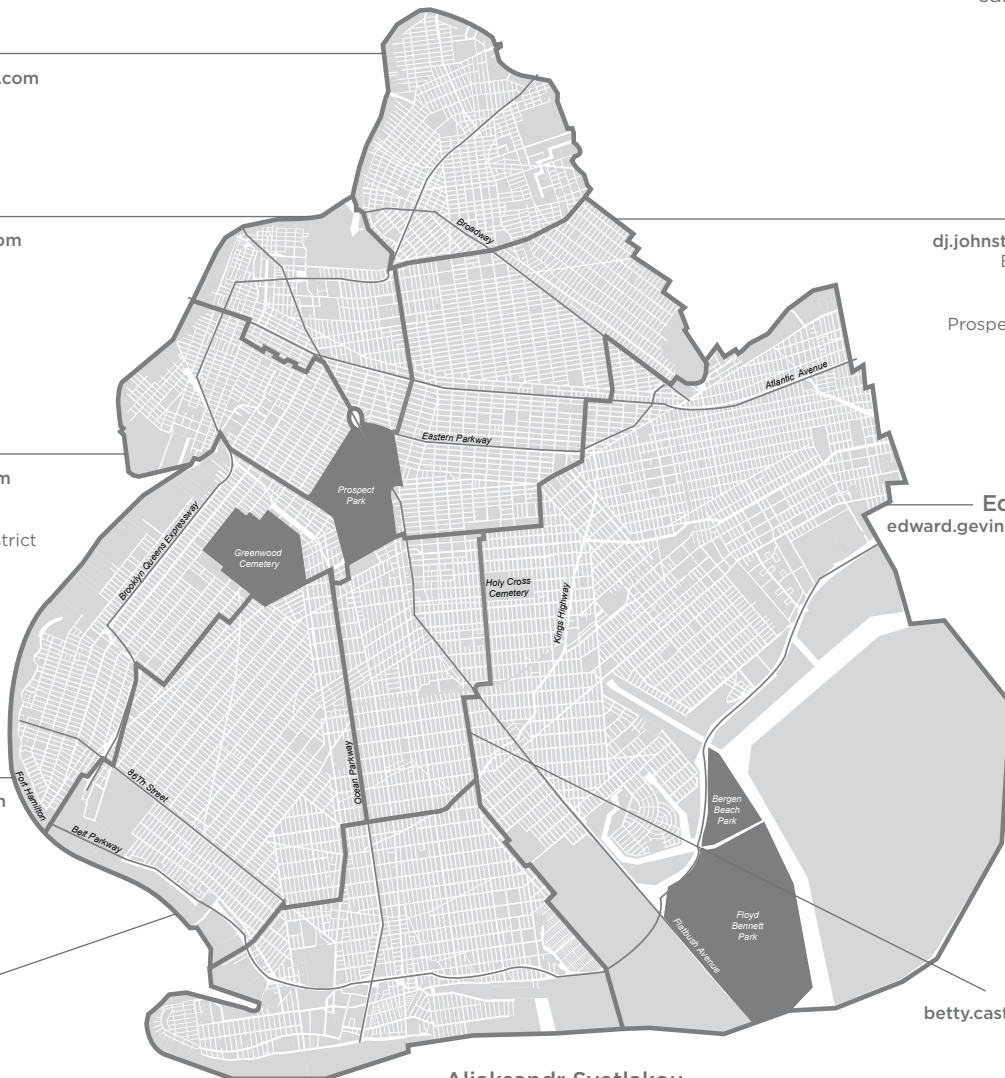 .com
om
Broadway
dj.johnst
Prospe
Atlantic Avenue
Eastern Parkway
m
Prospect
Park
Ed
edward.gevin
strict
Brooklyn Queens Expressway
Greenwood
Cemetery
Holy Cross
Cemetery
Kings Highway
Ocean Parkway
Fort Hamilton
86Th Street
n
Belt Parkway
Bergen
Beach
Park
Floyd
Bennett
Park
Flatbush Avenue
betty.cast
Aliaksandr Svetlakou